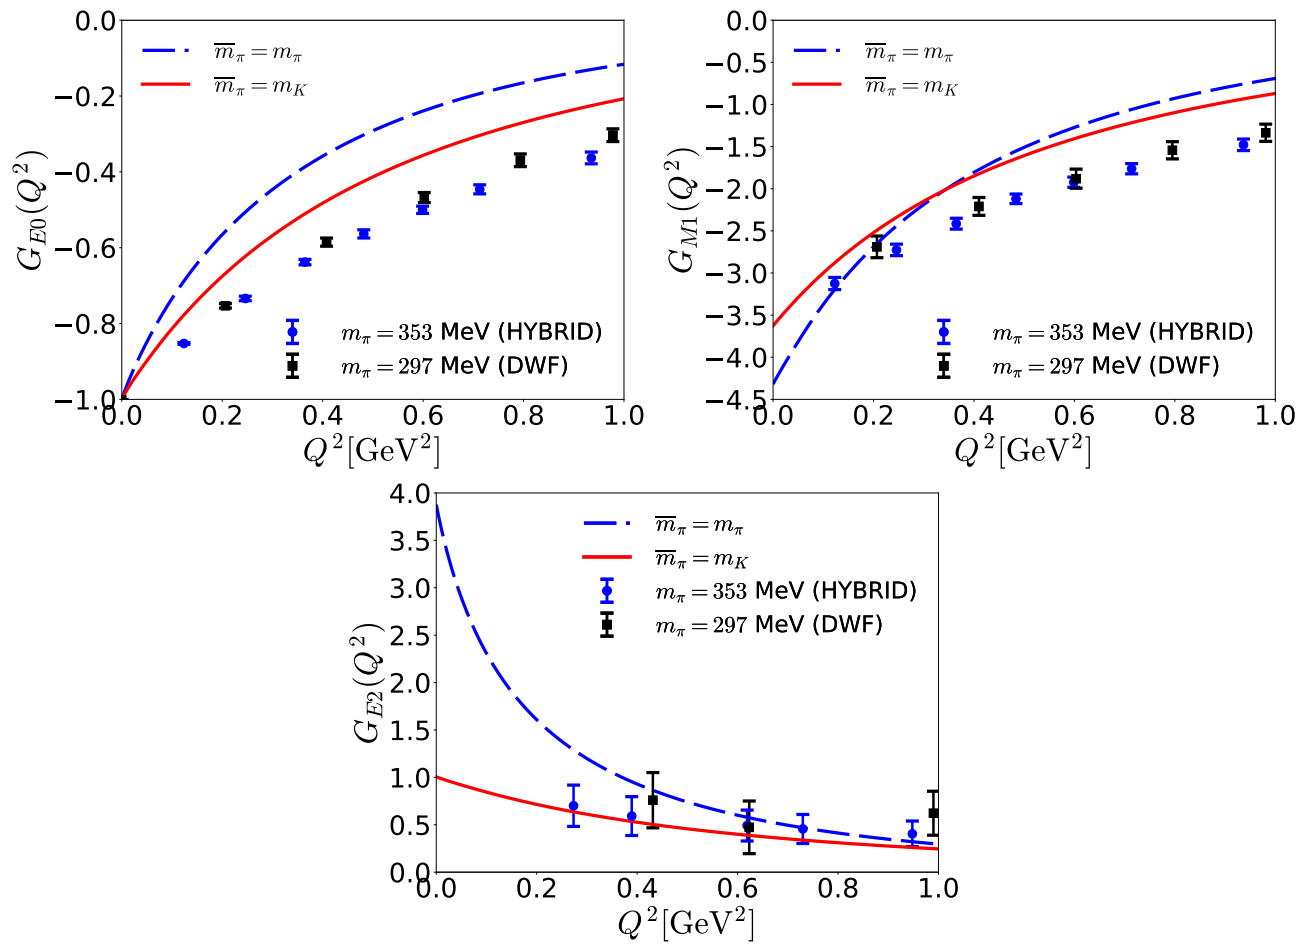 0.0
−0.2
−0.4
−0.6
−0.8
−1.0
G_{E0}(Q^2)
\overline{m}_π = m_π
\overline{m}_π = m_K
m_π = 353 MeV (HYBRID)
m_π = 297 MeV (DWF)
0.0 0.2 0.4 0.6 0.8 1.0
Q^2[GeV^2]
0.0
−0.5
−1.0
−1.5
−2.0
−2.5
−3.0
−3.5
−4.0
−4.5
G_{M1}(Q^2)
\overline{m}_π = m_π
\overline{m}_π = m_K
m_π = 353 MeV (HYBRID)
m_π = 297 MeV (DWF)
0.0 0.2 0.4 0.6 0.8 1.0
Q^2[GeV^2]
4.0
3.5
3.0
2.5
2.0
1.5
1.0
0.5
0.0
G_{E2}(Q^2)
\overline{m}_π = m_π
\overline{m}_π = m_K
m_π = 353 MeV (HYBRID)
m_π = 297 MeV (DWF)
0.0 0.2 0.4 0.6 0.8 1.0
Q^2[GeV^2]